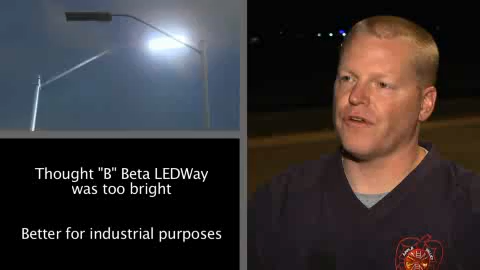 Thought "B" Beta LEDWay
was too bright
Better for industrial purposes